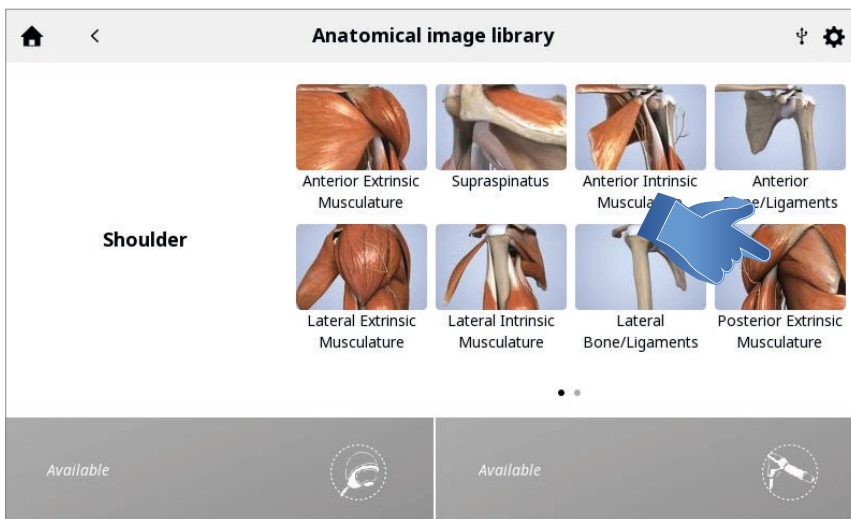 Anatomical image library
Anterior Extrinsic
Musculature
Supraspinatus
Anterior Intrinsic
Anterior
Shoulder
Lateral Extrinsic
Musculature
Lateral Intrinsic
Musculature
Lateral
Bone/Ligaments
Posterior Extrinsic
Musculature
Available
Available